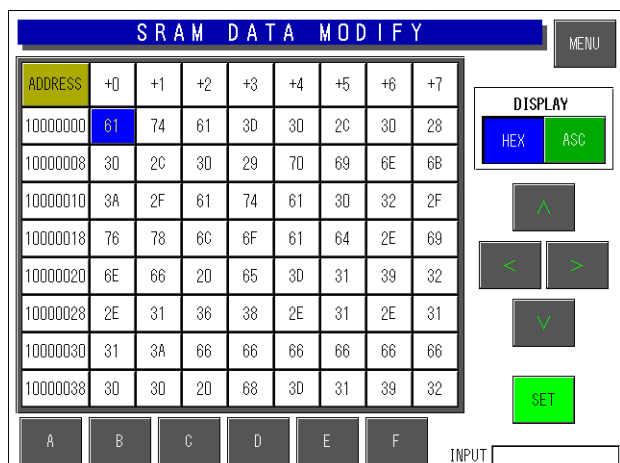 SRAM DATA MODIFY
MENU
ADDRESS +0 +1 +2 +3 +4 +5 +6 +7
10000000 61 74 61 3D 30 2C 30 28
10000008 30 2C 30 29 70 69 6E 6B
10000010 3A 2F 61 74 61 30 32 2F
10000018 76 78 6C 6F 61 64 2E 69
10000020 6E 66 20 65 3D 31 39 32
10000028 2E 31 36 38 2E 31 2E 31
10000030 31 3A 66 66 66 66 66 66
10000038 30 30 20 68 3D 31 39 32
DISPLAY
HEX ASC
^
< >
V
SET
A B C D E F
INPUT